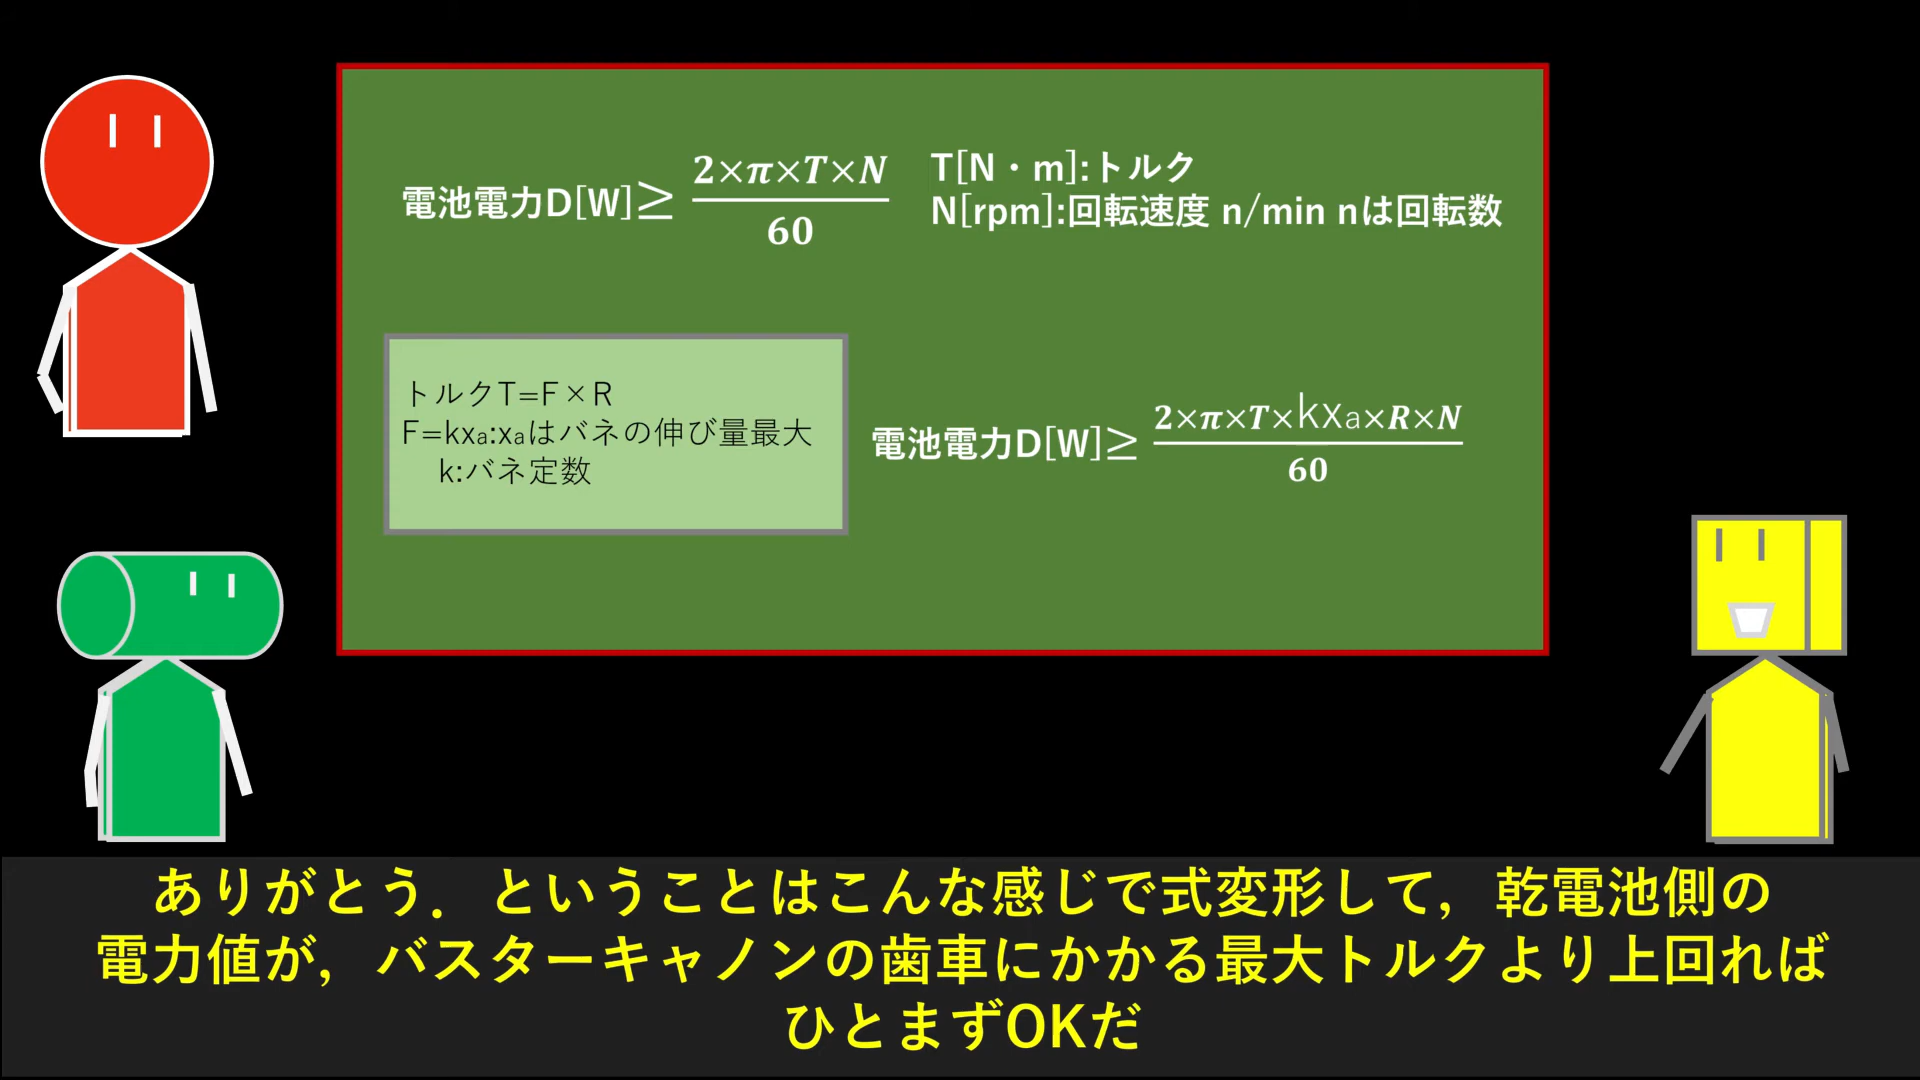 電池電力D[W]≧ 2×π×T×N
60
T[N・m]:トルク
N[rpm]:回転速度 n/min nは回転数
トルクT=F×R
F=kxa:xaはバネの伸び量最大
k:バネ定数
電池電力D[W]≧ 2×π×T×kxa×R×N
60
ありがとう．ということはこんな感じで式変形して，乾電池側の
電力値が，バスターキャノンの歯車にかかる最大トルクより上回れば
ひとまずOKだ